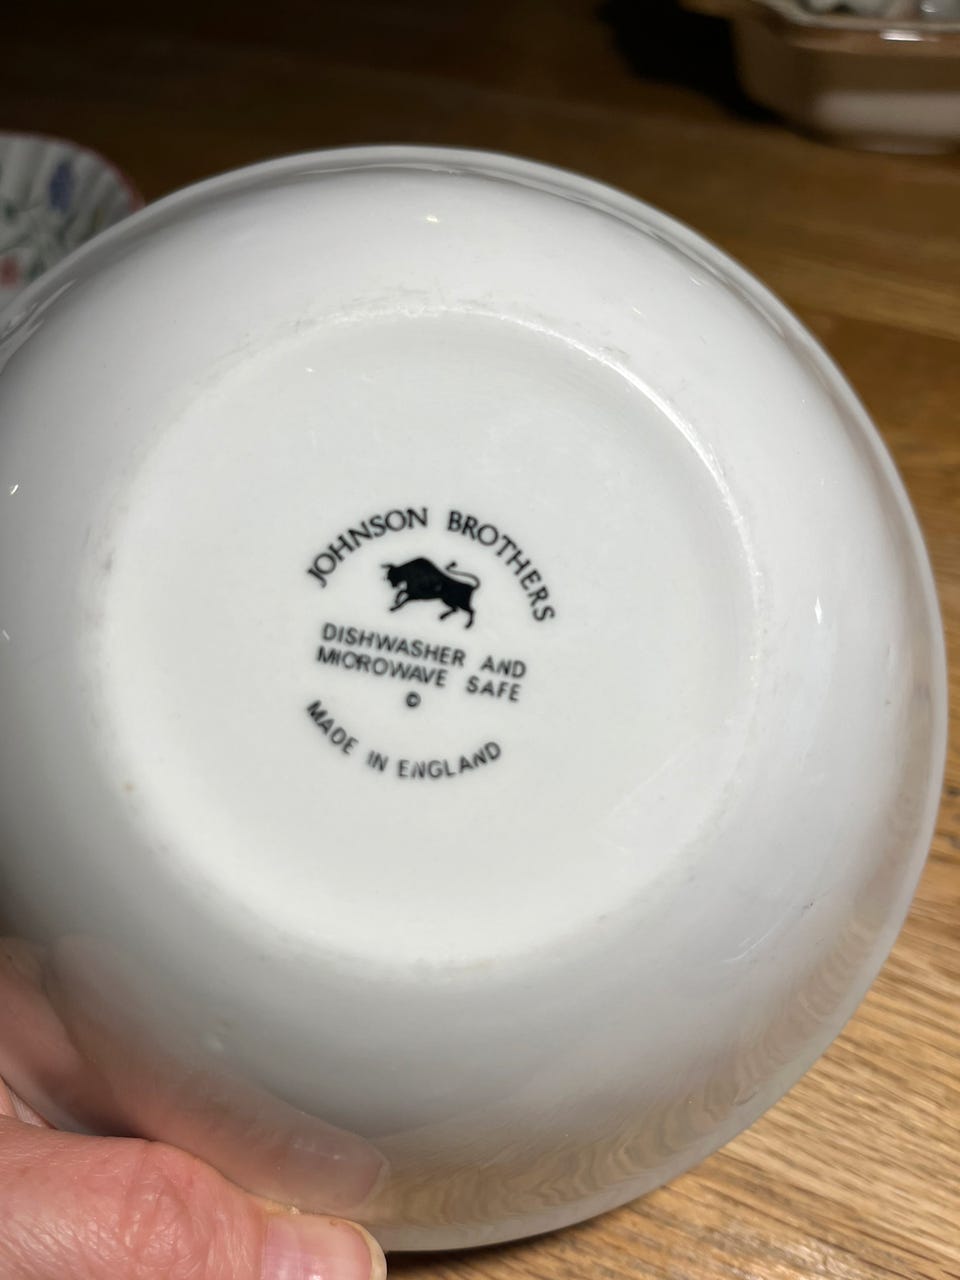 JOHNSON BROTHERS
DISHWASHER AND
MICROWAVE SAFE
©
MADE IN ENGLAND